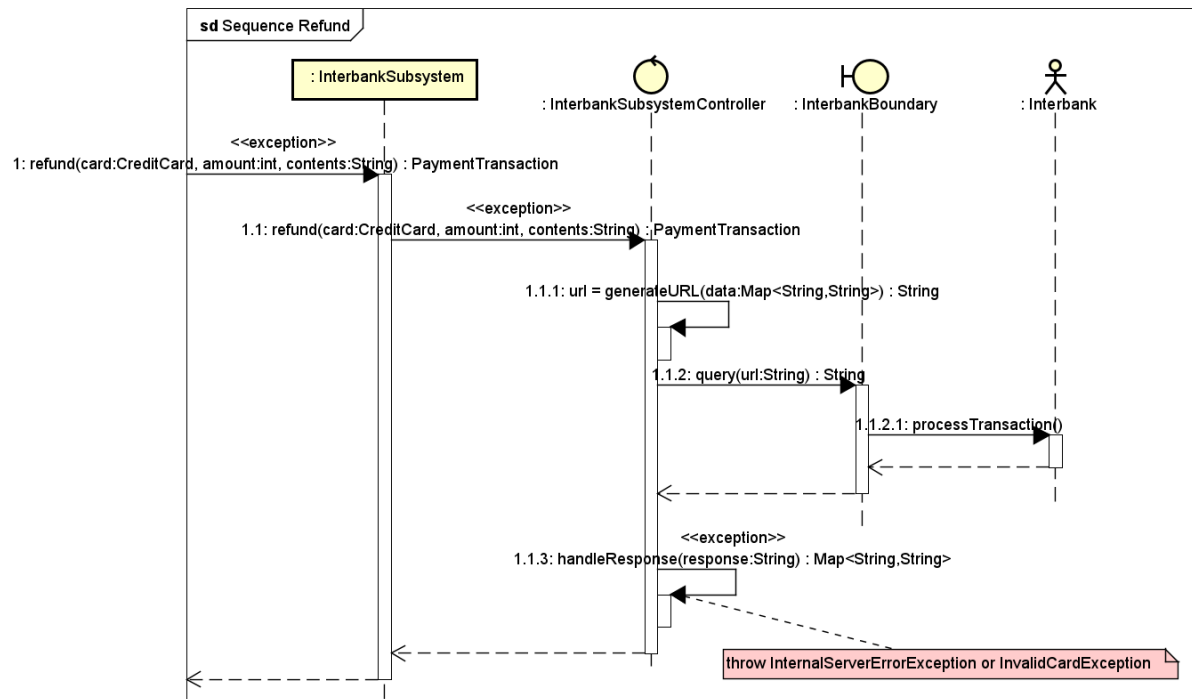 sd Sequence Refund
: InterbankSubsystem
: InterbankSubsystemController
: InterbankBoundary
: Interbank
<<exception>>
1: refund(card:CreditCard, amount:int, contents:String) : PaymentTransaction
<<exception>>
1.1: refund(card:CreditCard, amount:int, contents:String) : PaymentTransaction
1.1.1: url = generateURL(data:Map<String,String>) : String
1.1.2: query(url:String) : String
1.1.2.1: processTransaction()
<<exception>>
1.1.3: handleResponse(response:String) : Map<String,String>
throw InternalServerErrorException or InvalidCardException